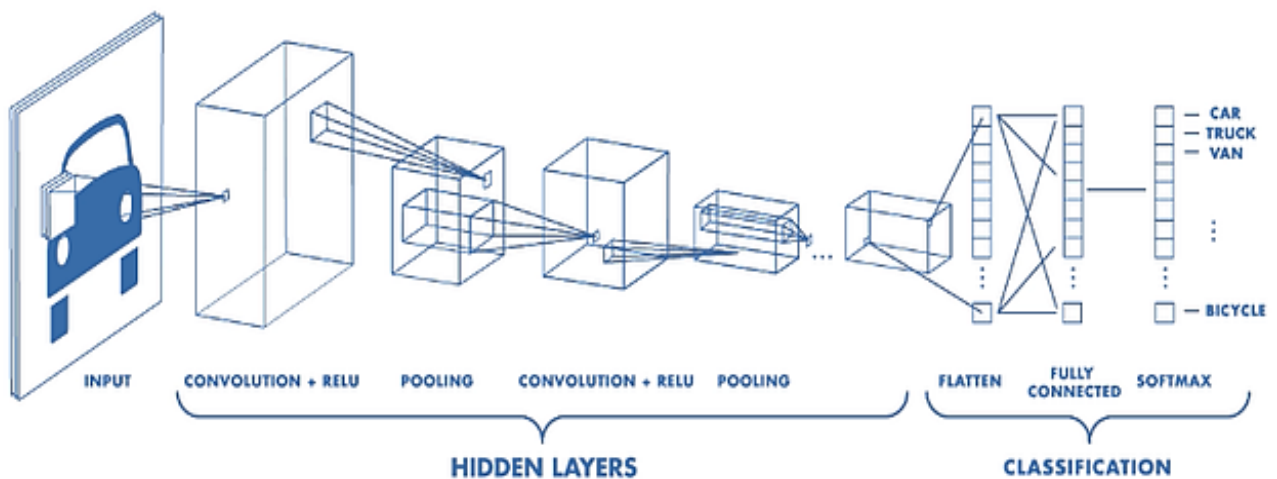 CAR
TRUCK
VAN
BICYCLE
INPUT
CONVOLUTION + RELU
POOLING
CONVOLUTION + RELU
POOLING
FLATTEN
FULLY
CONNECTED
SOFTMAX
HIDDEN LAYERS
CLASSIFICATION